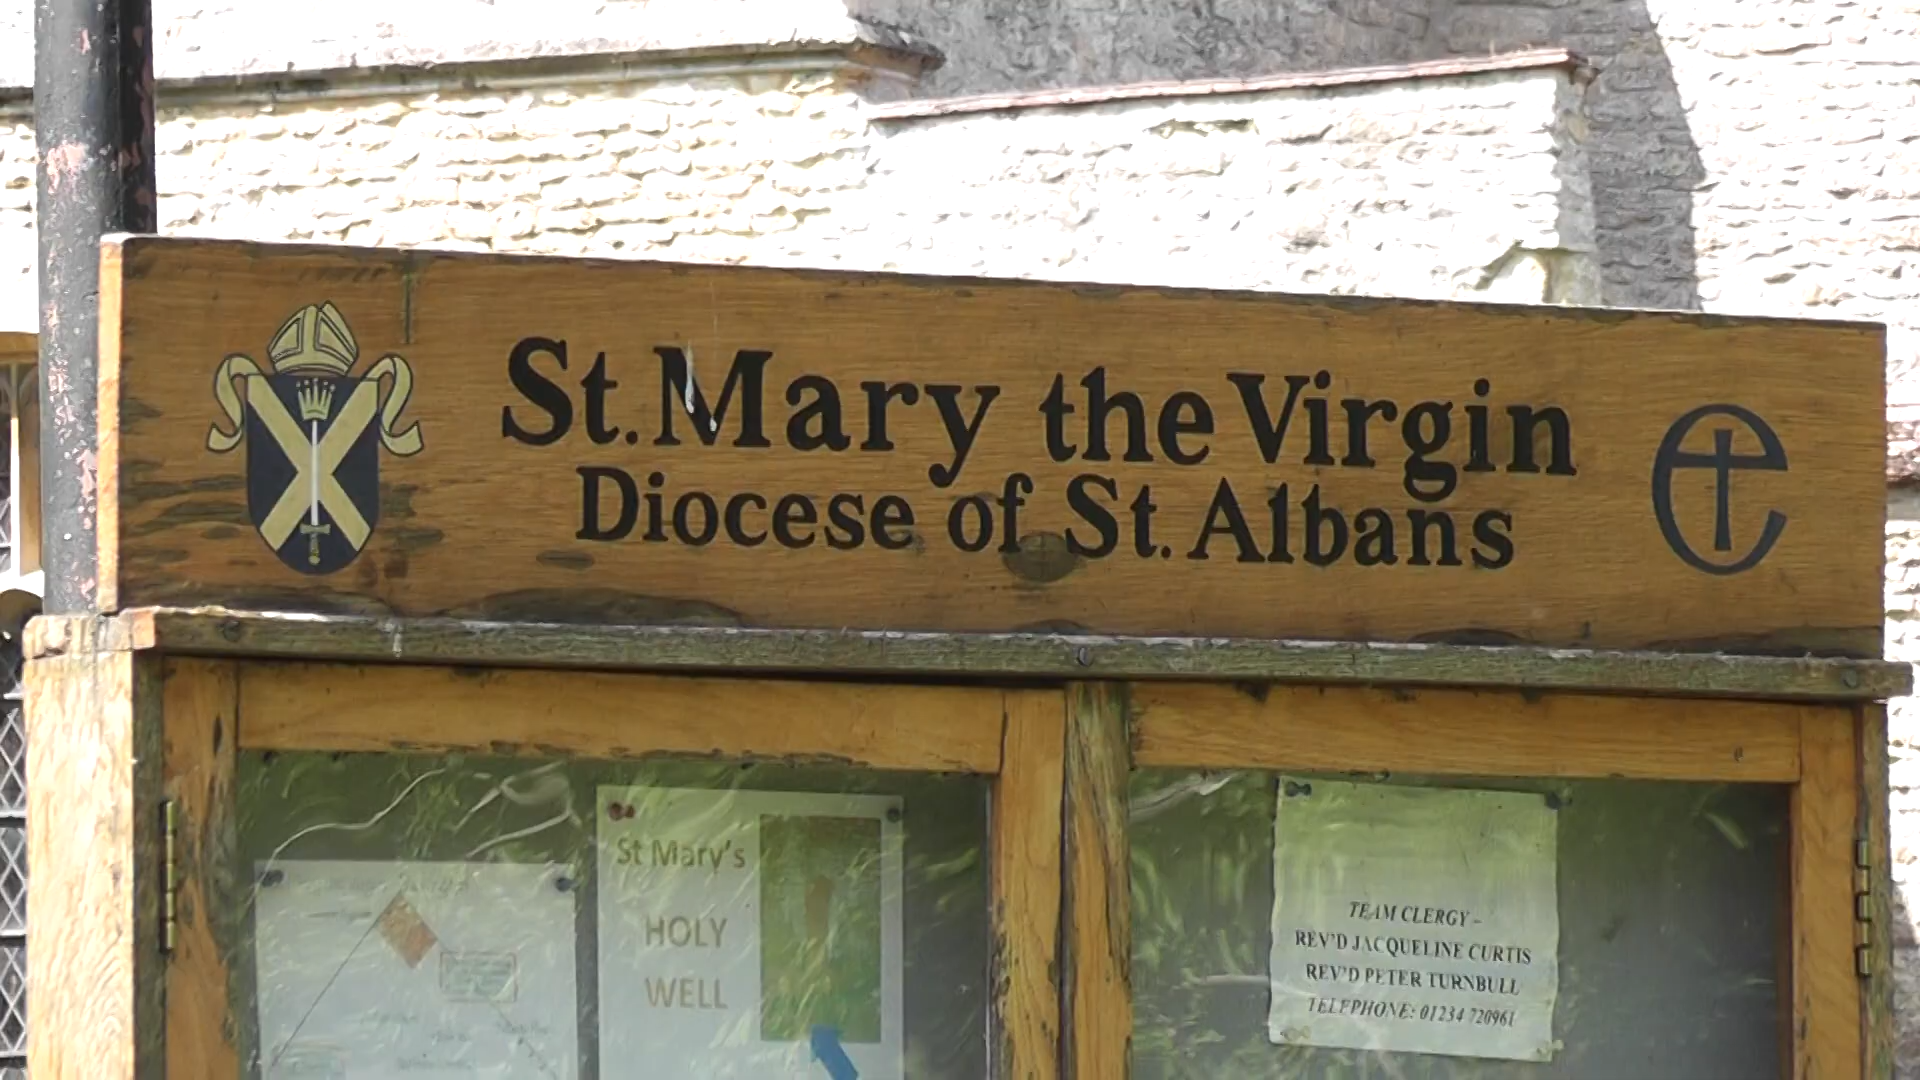 St. Mary the Virgin
Diocese of St. Albans
St Mary's
HOLY
WELL
TEAM CLERGY –
REV'D JACQUELINE CURTIS
REV'D PETER TURNBULL
TELEPHONE: 01234 720961